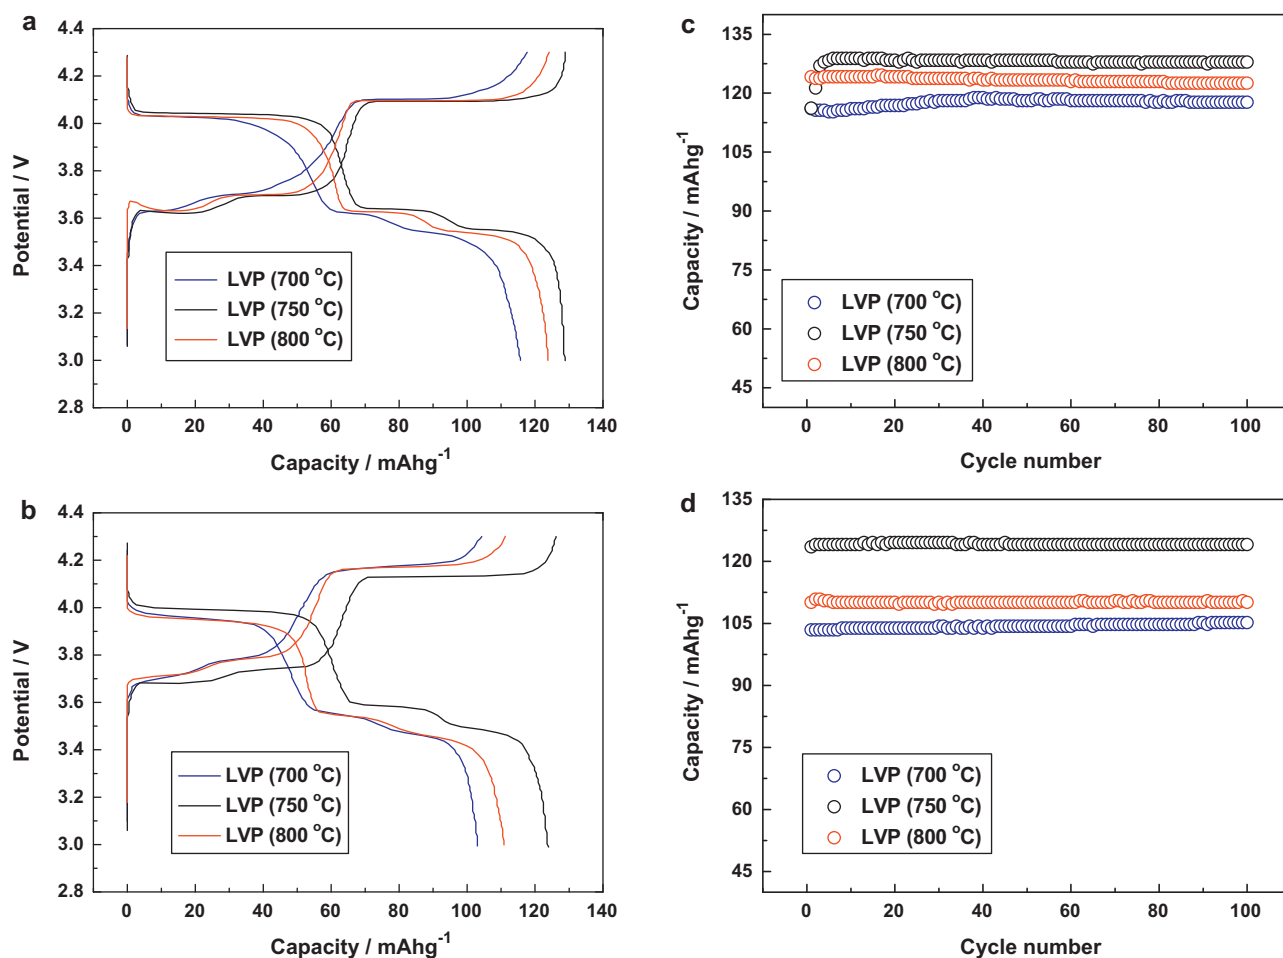 a
4.4
4.2
4.0
3.8
3.6
3.4
3.2
3.0
2.8
Potential / V
LVP (700 °C)
LVP (750 °C)
LVP (800 °C)
0 20 40 60 80 100 120 140
Capacity / mAhg⁻¹
c
135
120
105
90
75
60
45
Capacity / mAhg⁻¹
LVP (700 °C)
LVP (750 °C)
LVP (800 °C)
0 20 40 60 80 100
Cycle number
b
4.4
4.2
4.0
3.8
3.6
3.4
3.2
3.0
2.8
Potential / V
LVP (700 °C)
LVP (750 °C)
LVP (800 °C)
0 20 40 60 80 100 120 140
Capacity / mAhg⁻¹
d
135
120
105
90
75
60
45
Capacity / mAhg⁻¹
LVP (700 °C)
LVP (750 °C)
LVP (800 °C)
0 20 40 60 80 100
Cycle number